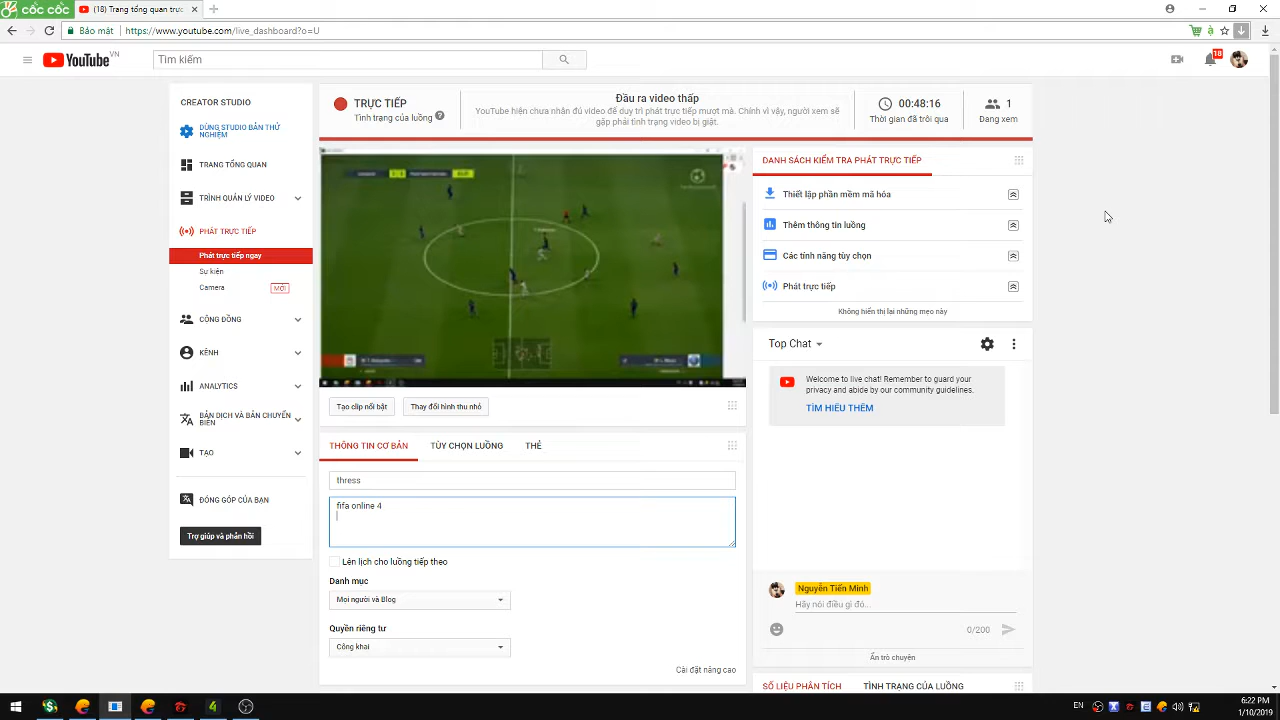 cốc cốc
(18) Trang tổng quan trực
Bảo mật
https://www.youtube.com/live_dashboard?o=U
YouTube VN
Tìm kiếm
18
CREATOR STUDIO
DÙNG STUDIO BẢN THỬ
NGHIỆM
TRANG TỔNG QUAN
TRÌNH QUẢN LÝ VIDEO
PHÁT TRỰC TIẾP
Phát trực tiếp ngay
Sự kiện
Camera
MỚI
CỘNG ĐỒNG
KÊNH
ANALYTICS
BẢN DỊCH VÀ BẢN CHUYỂN
BIÊN
TẠO
ĐÓNG GÓP CỦA BẠN
Trợ giúp và phản hồi
TRỰC TIẾP
Tình trạng của luồng
Đầu ra video thấp
YouTube hiện chưa nhận đủ video để duy trì phát trực tiếp mượt mà. Chính vì vậy, người xem sẽ
gặp phải tình trạng video bị giật.
00:48:16
Thời gian đã trôi qua
1
Đang xem
Tạo clip nổi bật
Thay đổi hình thu nhỏ
THÔNG TIN CƠ BẢN
TÙY CHỌN LUỒNG
THẺ
thress
fifa online 4
Lên lịch cho luồng tiếp theo
Danh mục
Mọi người và Blog
Quyền riêng tư
Công khai
Cài đặt nâng cao
DANH SÁCH KIỂM TRA PHÁT TRỰC TIẾP
Thiết lập phần mềm mã hóa
Thêm thông tin luồng
Các tính năng tùy chọn
Phát trực tiếp
Không hiển thị lại những mẹo này
Top Chat
Welcome to live chat! Remember to guard your
privacy and abide by our community guidelines.
TÌM HIỂU THÊM
Nguyễn Tiến Minh
Hãy nói điều gì đó...
0/200
Ẩn trò chuyện
SỐ LIỆU PHÂN TÍCH
TÌNH TRẠNG CỦA LUỒNG
EN
6:22 PM
1/10/2019